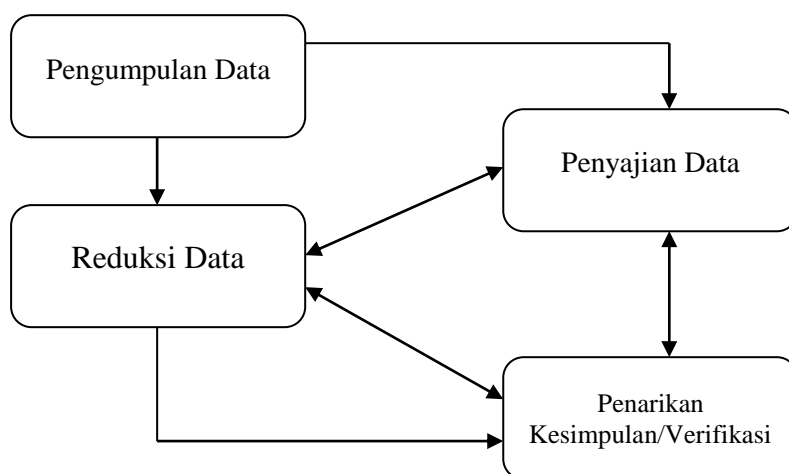 Pengumpulan Data
Penyajian Data
Reduksi Data
Penarikan
Kesimpulan/Verifikasi